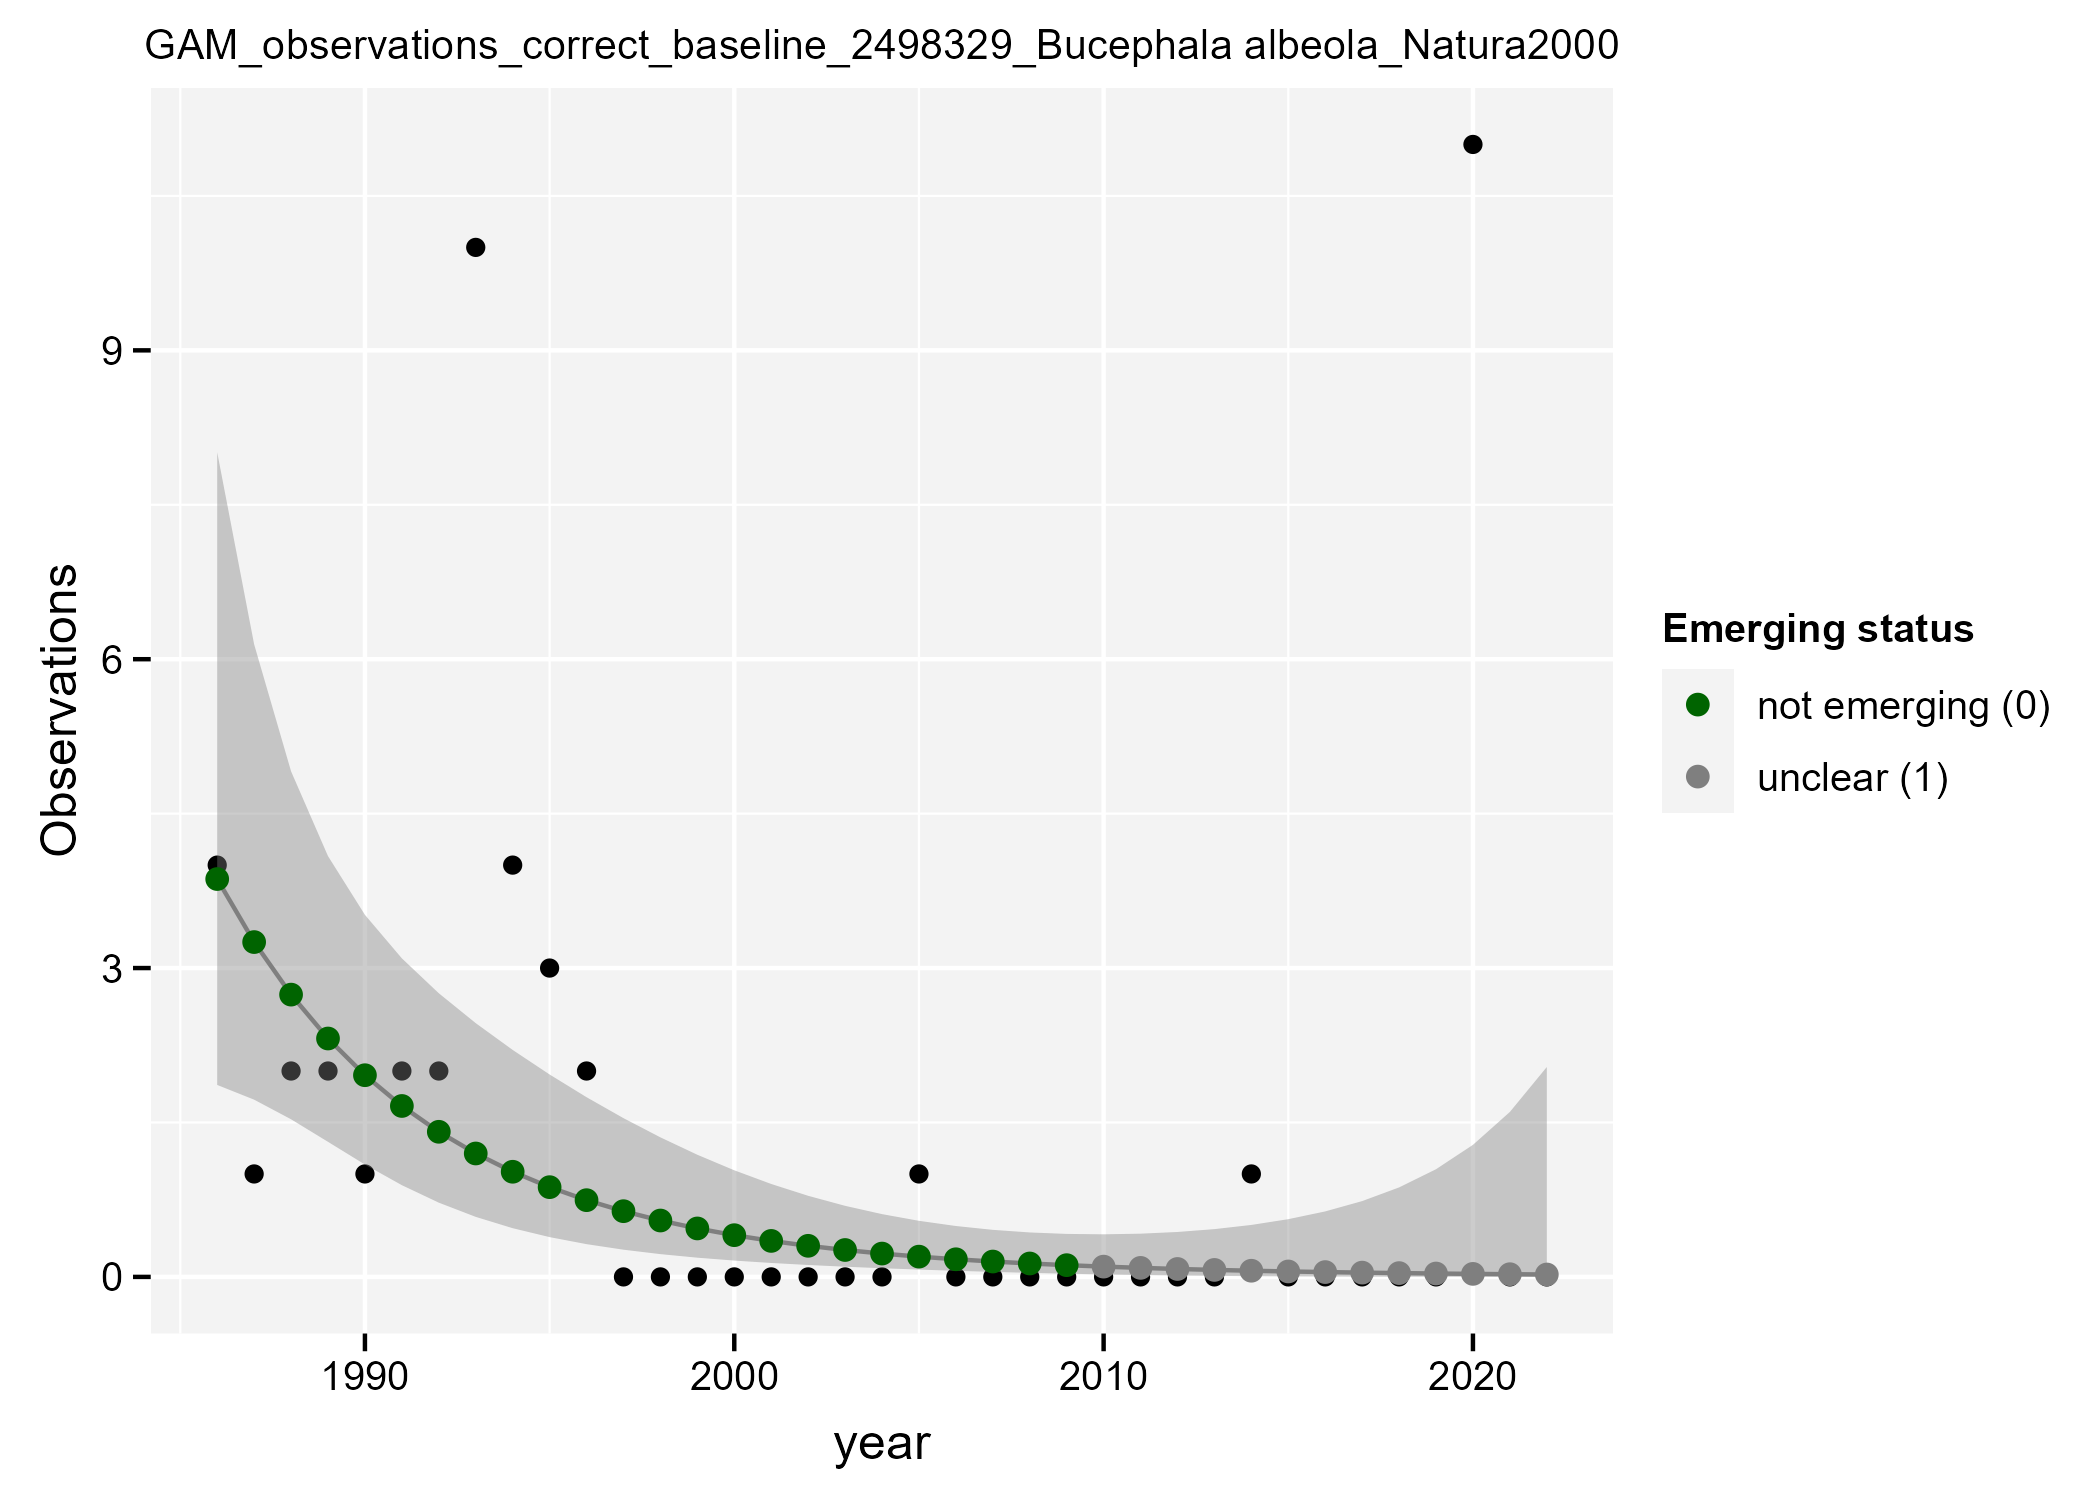 GAM_observations_correct_baseline_2498329_Bucephala albeola_Natura2000
Observations
9
6
3
0
1990
2000
2010
2020
year
Emerging status
not emerging (0)
unclear (1)